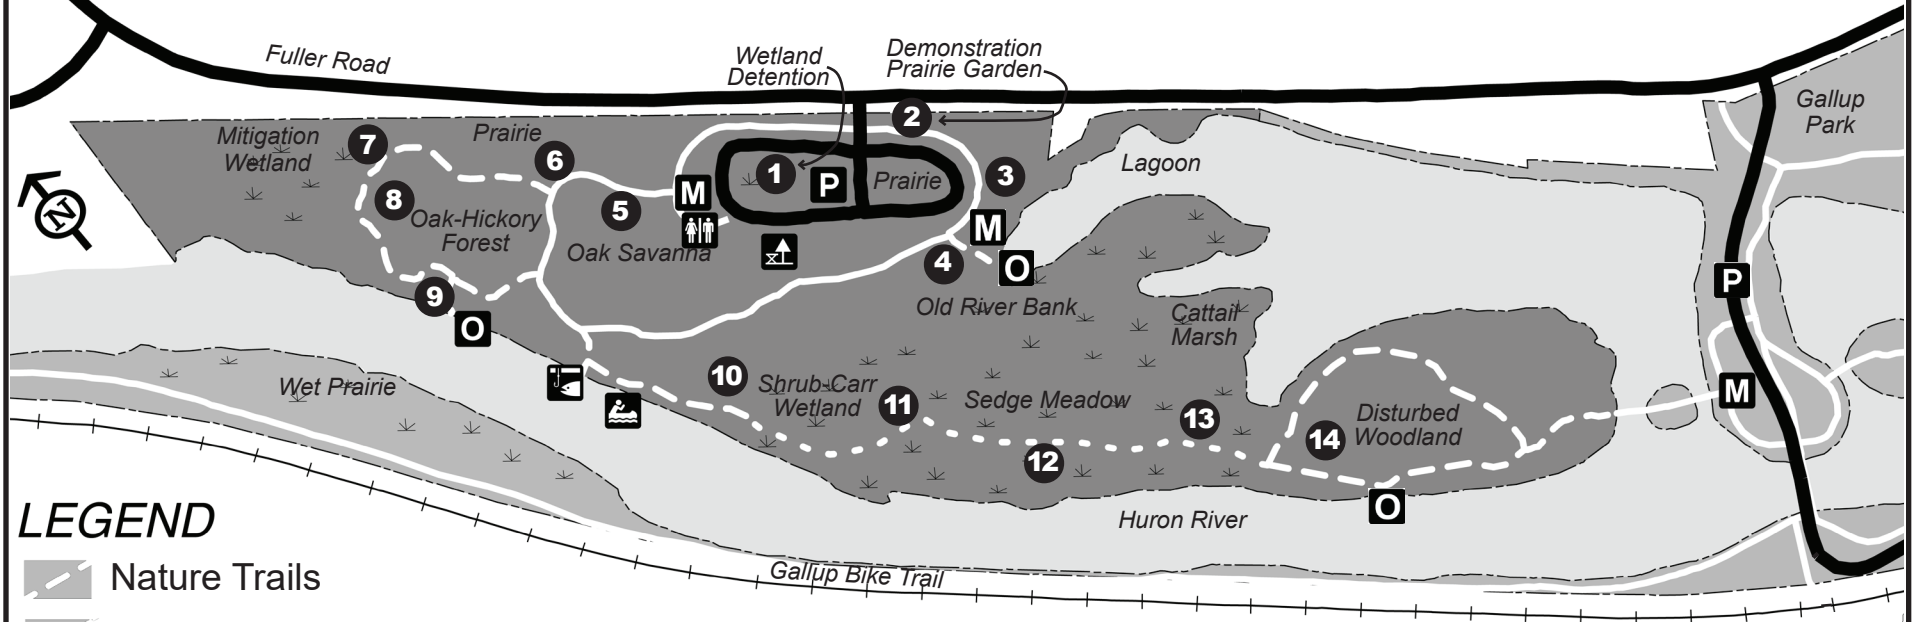 Fuller Road
Wetland
Detention
Demonstration
Prairie Garden
Gallup
Park
Mitigation
Wetland
7
Prairie
6
2
1
P
Prairie
3
Lagoon
N
8
Oak-Hickory
Forest
5
M
Oak Savanna
M
4
O
Old River Bank
P
9
O
Cattail
Marsh
Wet Prairie
10
Shrub-Carr
Wetland
11
Sedge Meadow
13
M
12
14
Disturbed
Woodland
O
Huron River
Gallup Bike Trail
LEGEND
Nature Trails